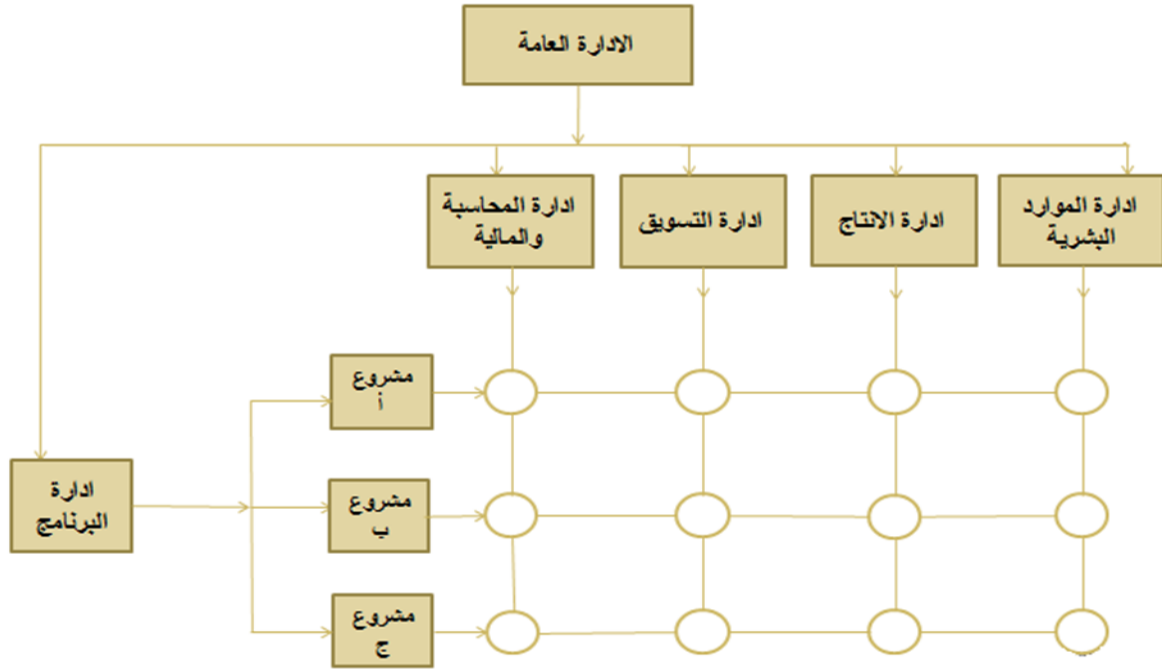 الادارة العامة
ادارة الموارد
البشرية
ادارة الانتاج
ادارة التسويق
ادارة المحاسبة
والمالية
مشروع
أ
ادارة
البرنامج
مشروع
ب
مشروع
ج